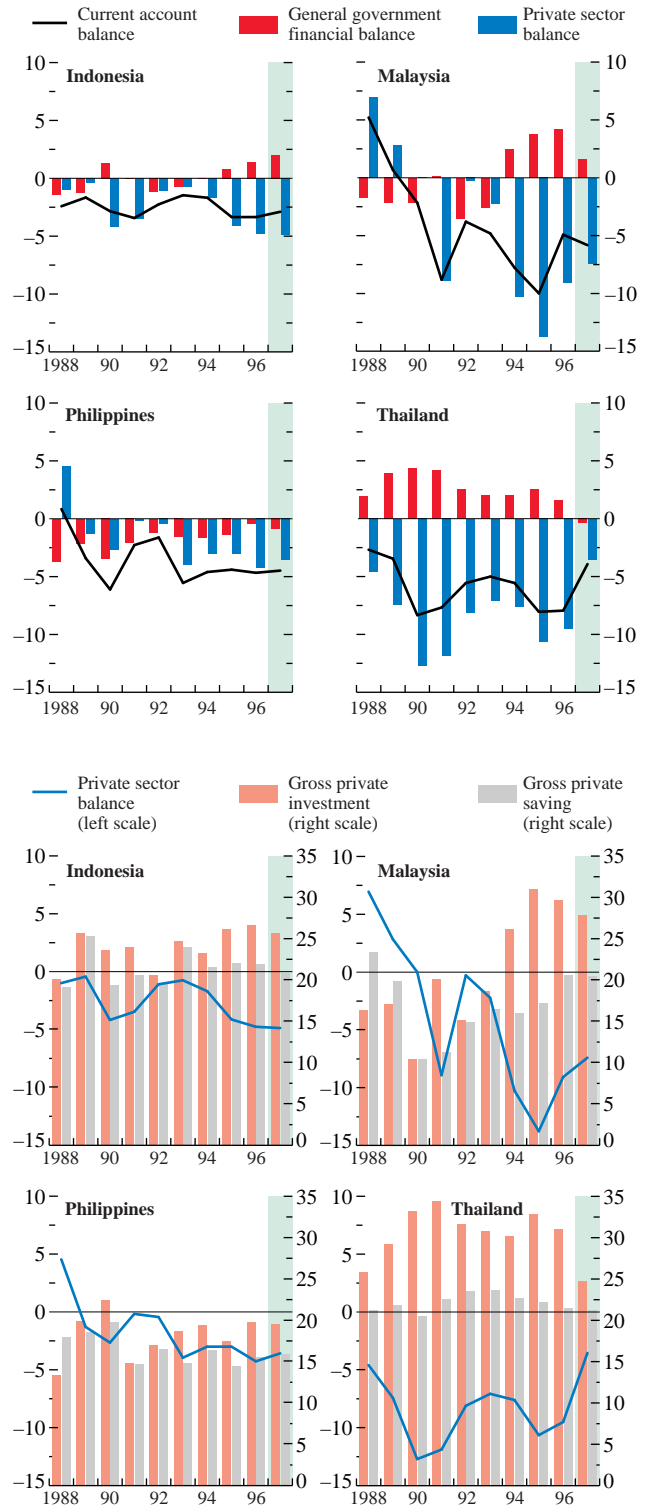 Current account
balance
General government
financial balance
Private sector
balance
10
5
0
–5
–10
–15
Indonesia
1988 90 92 94 96
Malaysia
10
5
0
–5
–10
–15
1988 90 92 94 96
10
5
0
–5
–10
–15
Philippines
1988 90 92 94 96
Thailand
10
5
0
–5
–10
–15
1988 90 92 94 96
Private sector
balance
(left scale)
Gross private
investment
(right scale)
Gross private
saving
(right scale)
10
5
0
–5
–10
–15
Indonesia
35
30
25
20
15
10
5
0
1988 90 92 94 96
10
5
0
–5
–10
–15
Malaysia
35
30
25
20
15
10
5
0
1988 90 92 94 96
10
5
0
–5
–10
–15
Philippines
35
30
25
20
15
10
5
0
1988 90 92 94 96
10
5
0
–5
–10
–15
Thailand
35
30
25
20
15
10
5
0
1988 90 92 94 96